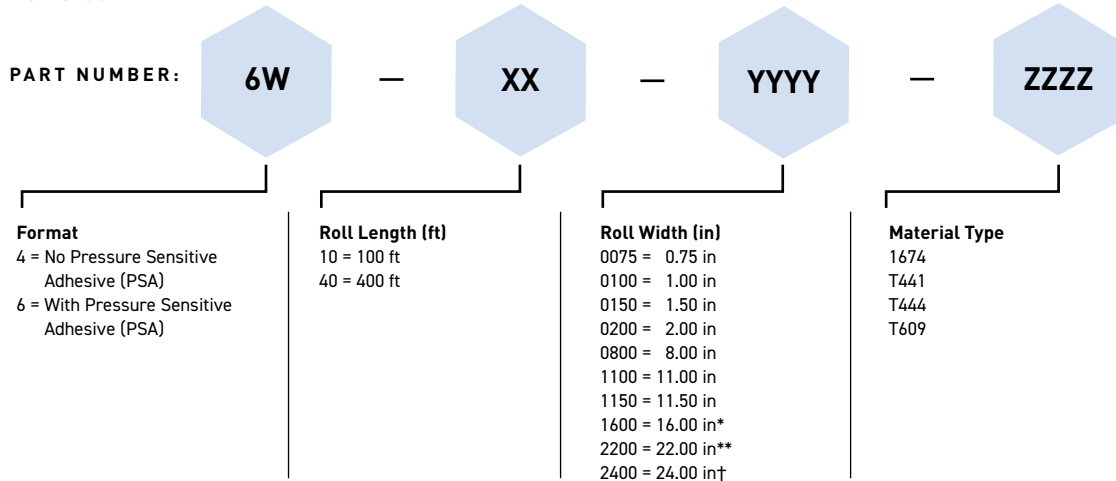 PART NUMBER: 6W — XX — YYYY — ZZZZ
Format
4 = No Pressure Sensitive
Adhesive (PSA)
6 = With Pressure Sensitive
Adhesive (PSA)
Roll Length (ft)
10 = 100 ft
40 = 400 ft
Roll Width (in)
0075 = 0.75 in
0100 = 1.00 in
0150 = 1.50 in
0200 = 2.00 in
0800 = 8.00 in
1100 = 11.00 in
1150 = 11.50 in
1600 = 16.00 in*
2200 = 22.00 in**
2400 = 24.00 in†
Material Type
1674
T441
T444
T609